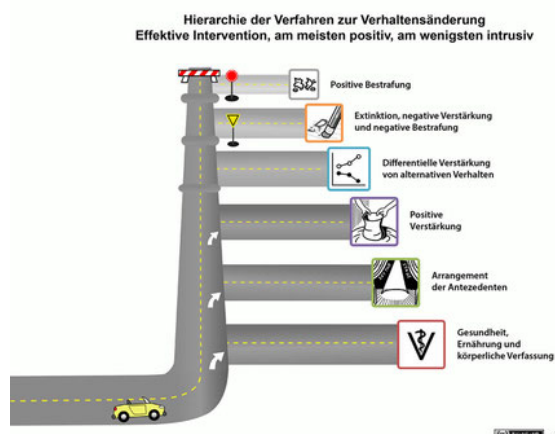 Hierarchie der Verfahren zur Verhaltensänderung
Effektive Intervention, am meisten positiv, am wenigsten intrusiv
Positive Bestrafung
Extinktion, negative Verstärkung
und negative Bestrafung
Differentielle Verstärkung
von alternativen Verhalten
Positive
Verstärkung
Arrangement
der Antezedenten
Gesundheit,
Ernährung und
körperliche Verfassung